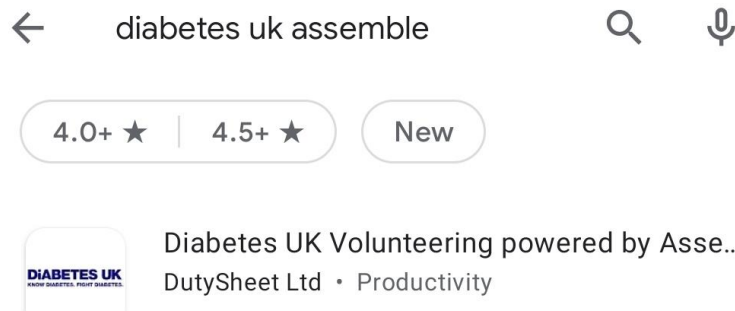 diabetes uk assemble
4.0+ ★ 4.5+ ★ New
Diabetes UK Volunteering powered by Asse..
DiABETES UK
KNOW DIABETES. FIGHT DIABETES.
DutySheet Ltd • Productivity